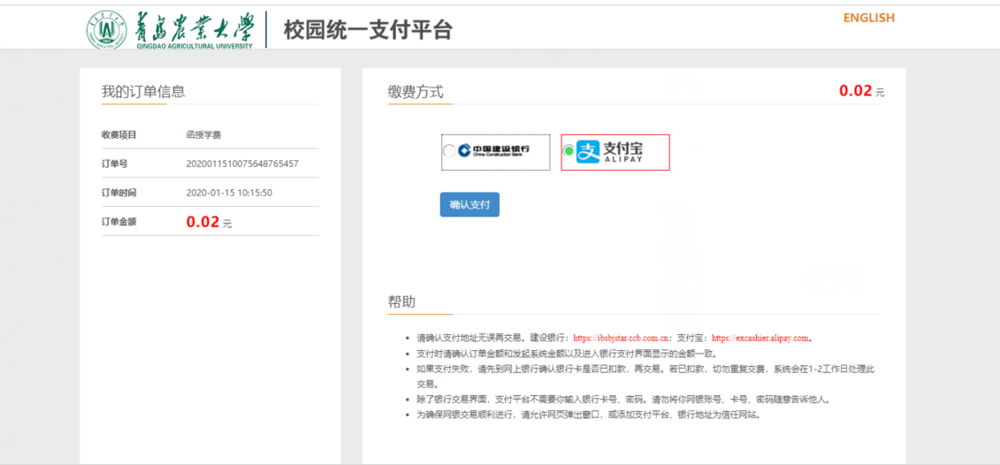 青岛农业大学
QINGDAO AGRICULTURAL UNIVERSITY
校园统一支付平台
ENGLISH
我的订单信息
收费项目 函授学费
订单号 2020011510075648765457
订单时间 2020-01-15 10:15:50
订单金额 0.02 元
缴费方式 0.02 元
中国建设银行
China Construction Bank
支付宝
ALIPAY
确认支付
帮助
• 请确认支付地址无误再交易。建设银行：https://ibsbjstar.ccb.com.cn；支付宝：https://excashier.alipay.com。
• 支付时请确认订单金额和发起系统金额以及进入银行支付界面显示的金额一致。
• 如果支付失败，请先到网上银行确认银行卡是否已扣款，再交易。若已扣款，切勿重复交费，系统会在1-2工作日处理此
交易。
• 除了银行交易界面，支付平台不需要你输入银行卡号、密码。请勿将你网银账号、卡号、密码随意告诉他人。
• 为确保网银交易顺利进行，请允许网页弹出窗口，或添加支付平台、银行地址为信任网站。